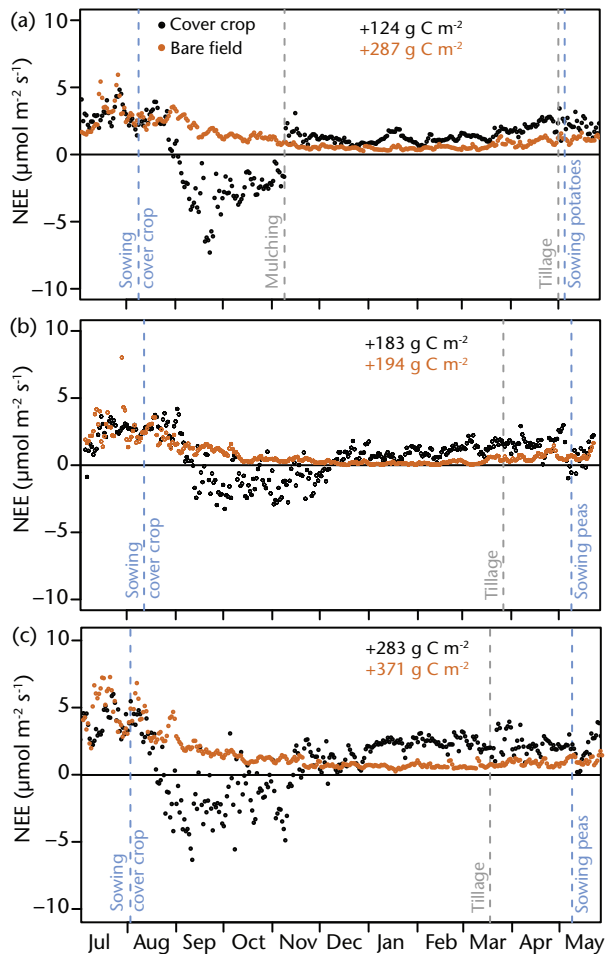 (a)
Cover crop
Bare field
+124 g C m-2
+287 g C m-2
10
5
0
−5
−10
NEE (μmol m-2 s-1)
Sowing
cover crop
Mulching
Tillage
Sowing potatoes
(b)
+183 g C m-2
+194 g C m-2
10
5
0
−5
−10
NEE (μmol m-2 s-1)
Sowing
cover crop
Tillage
Sowing peas
(c)
+283 g C m-2
+371 g C m-2
10
5
0
−5
−10
NEE (μmol m-2 s-1)
Sowing
cover crop
Tillage
Sowing peas
Jul Aug Sep Oct Nov Dec Jan Feb Mar Apr May